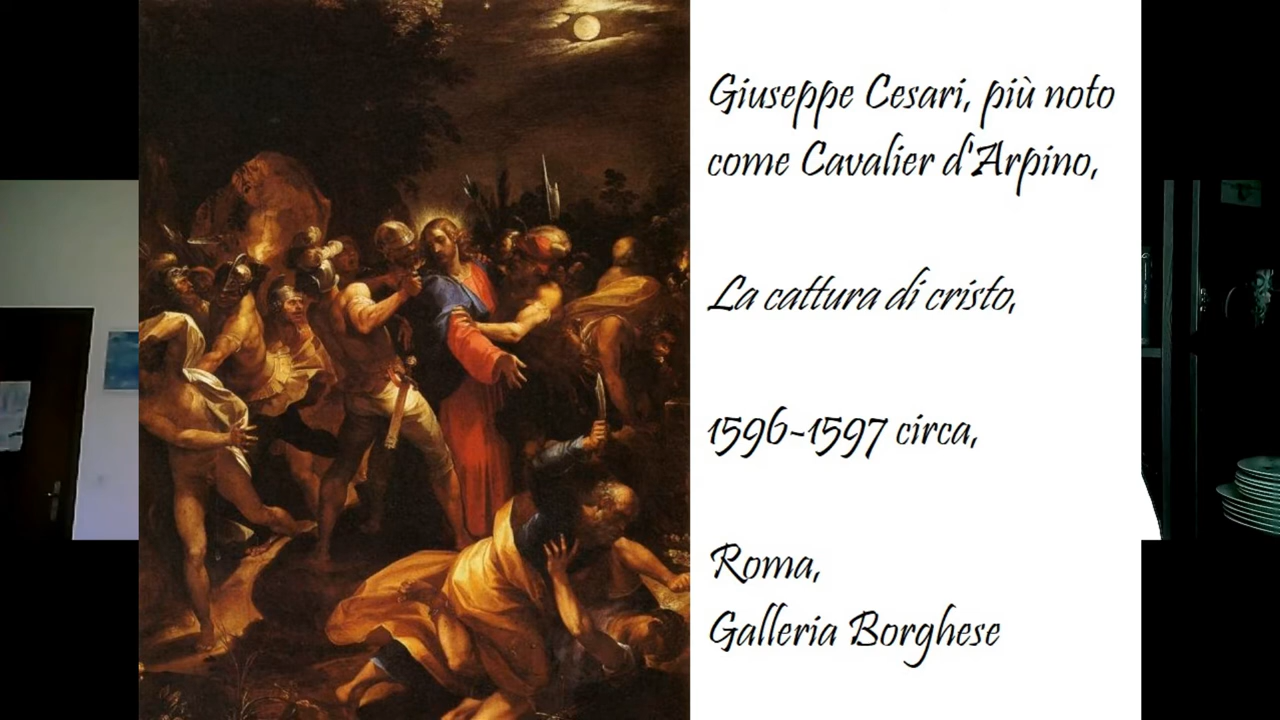 Giuseppe Cesari, più noto
come Cavalier d'Arpino,
La cattura di cristo,
1596-1597 circa,
Roma,
Galleria Borghese